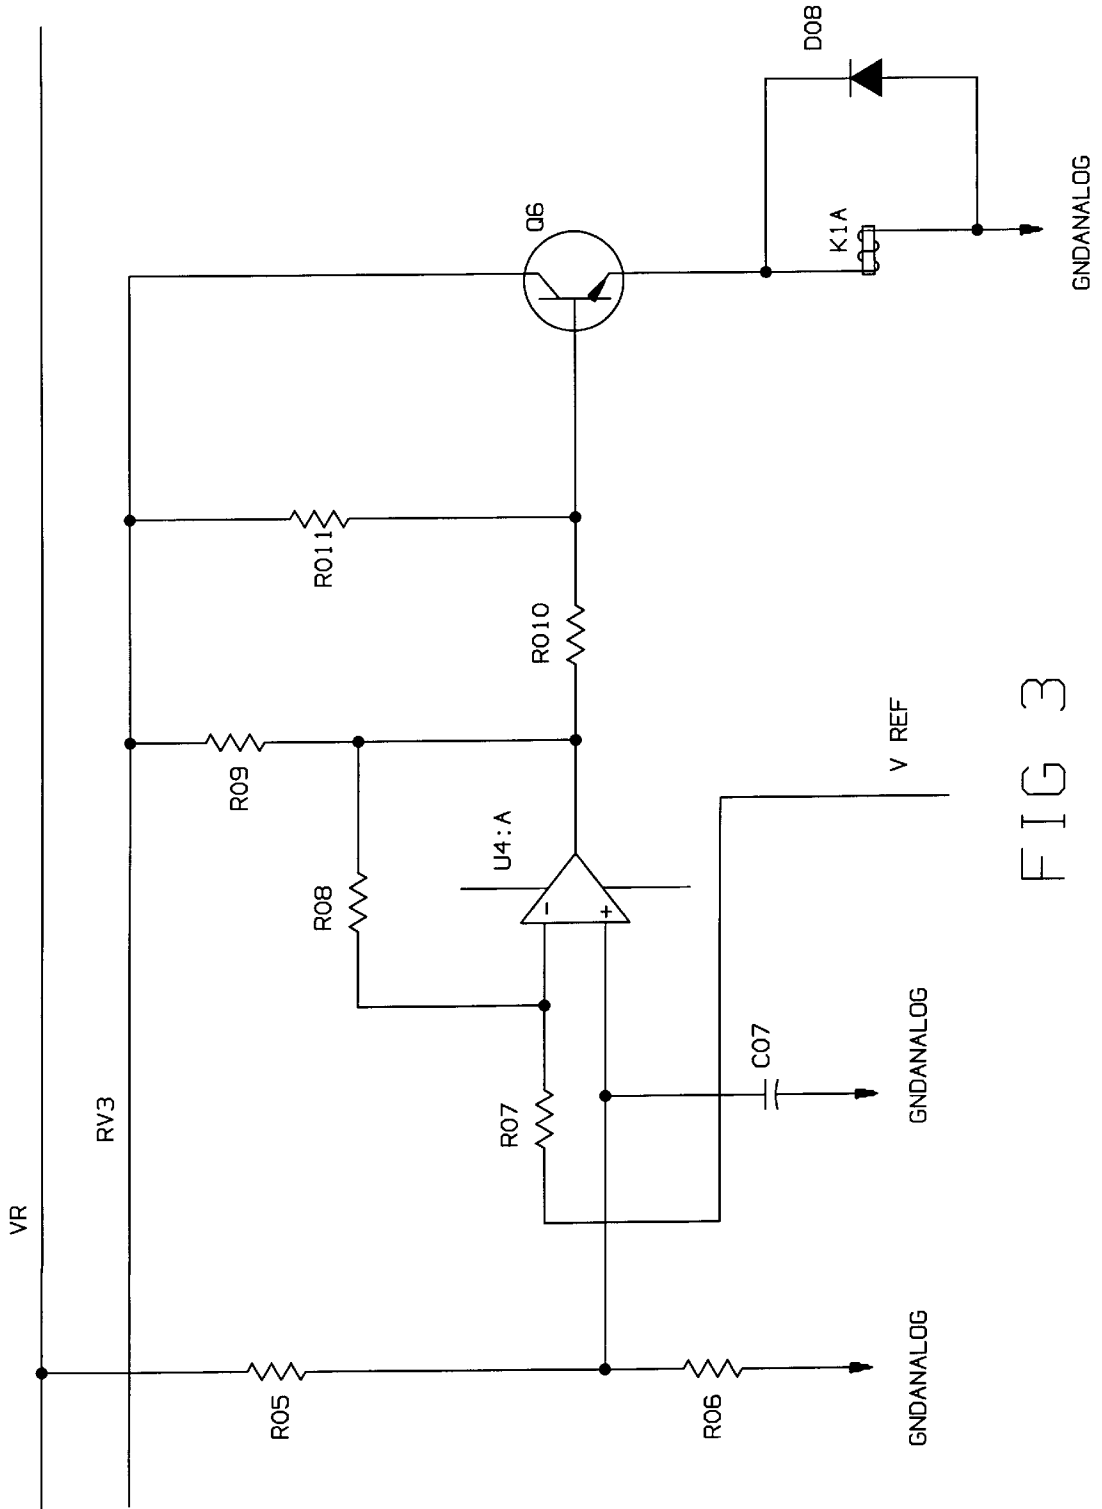 VR
RV3
R05
R06
GNDANALOG
R07
C07
GNDANALOG
R08
-
+
U4:A
R09
V REF
R010
R011
Q6
K1A
D08
GNDANALOG
FIG 3